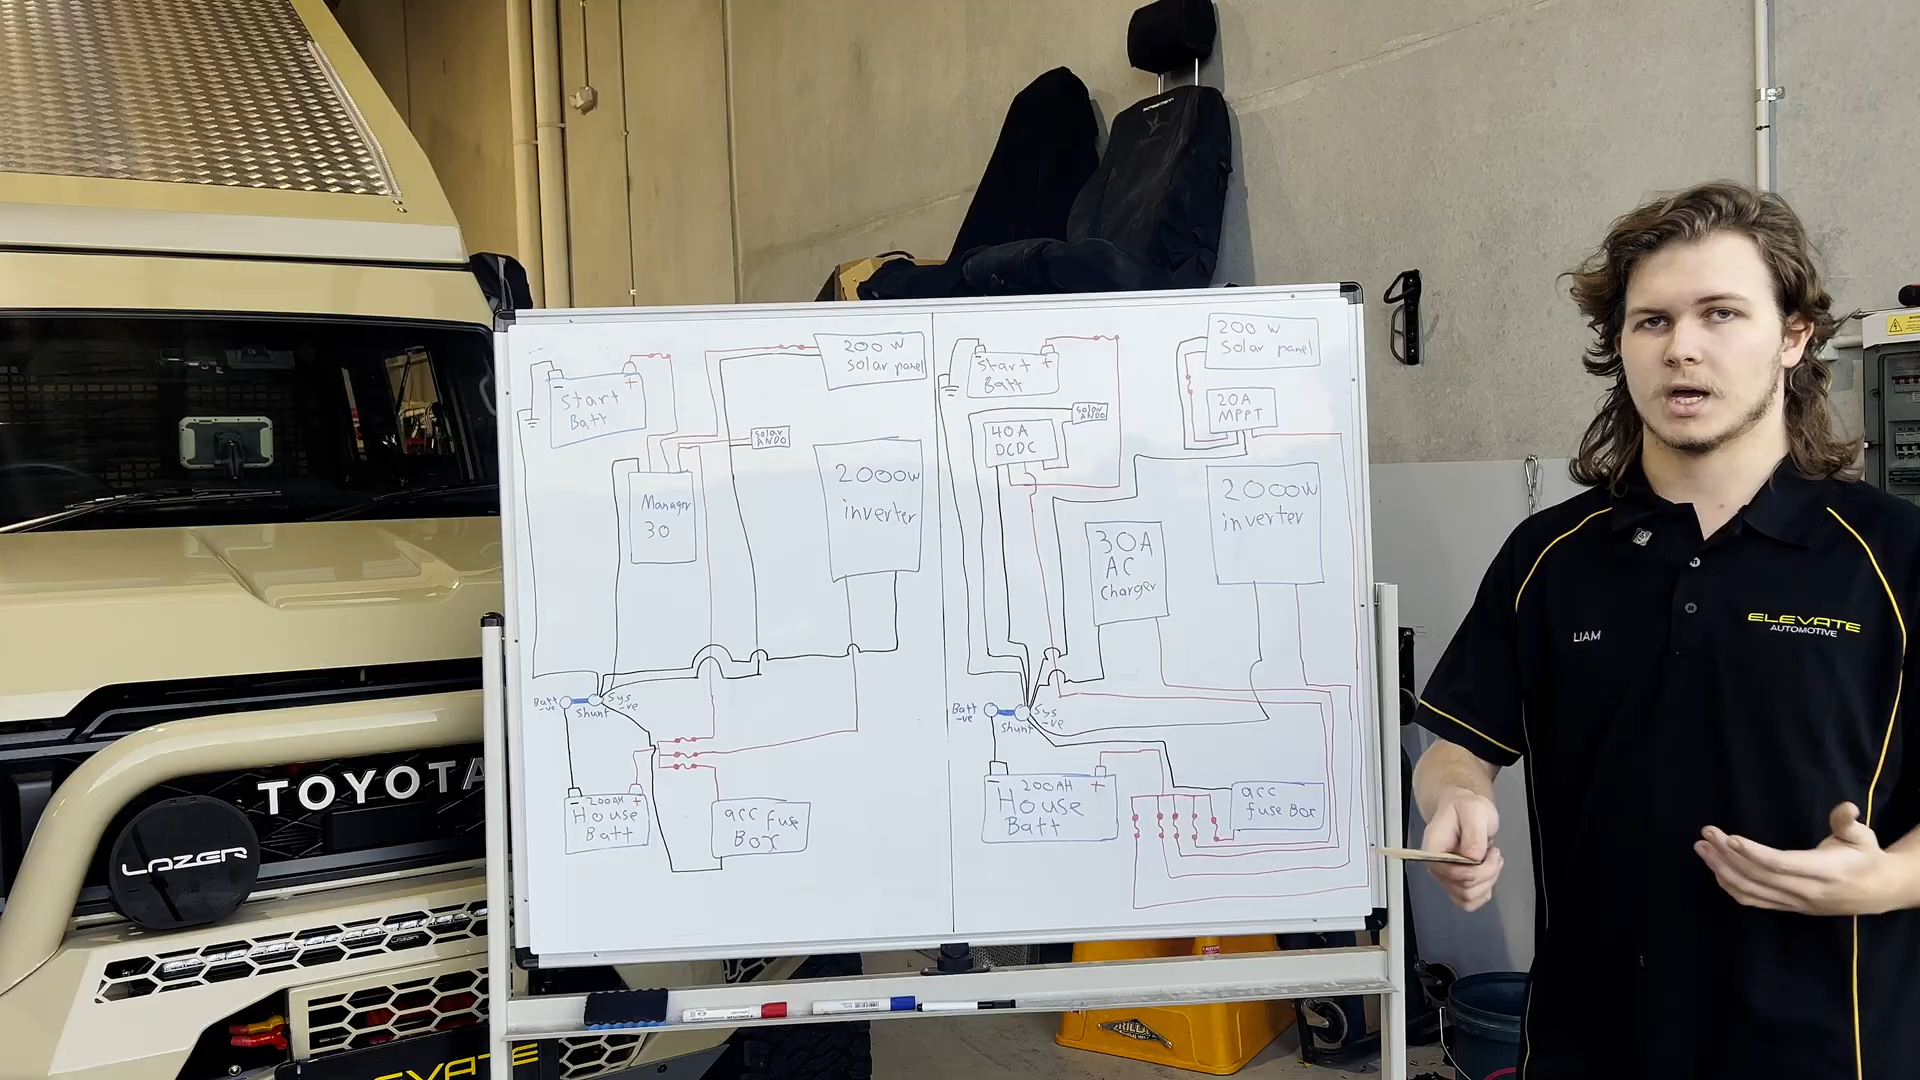 200 W
solar panel
Start
Batt
-
+
solar
ANDO
Manager
30
2000W
inverter
Batt
-ve
Sys
-ve
Shunt
200AH
House
Batt
-
+
acc fuse
Box
200 W
solar panel
Start
Batt
-
+
solar
ANDO
20A
MPPT
40A
DCDC
2000W
inverter
30A
AC
Charger
Batt
-ve
Sys
-ve
Shunt
200AH
House
Batt
-
+
acc
fuse Box
TOYOTA
LAZER
LAZER
ELEVATE
LIAM
ELEVATE
AUTOMOTIVE